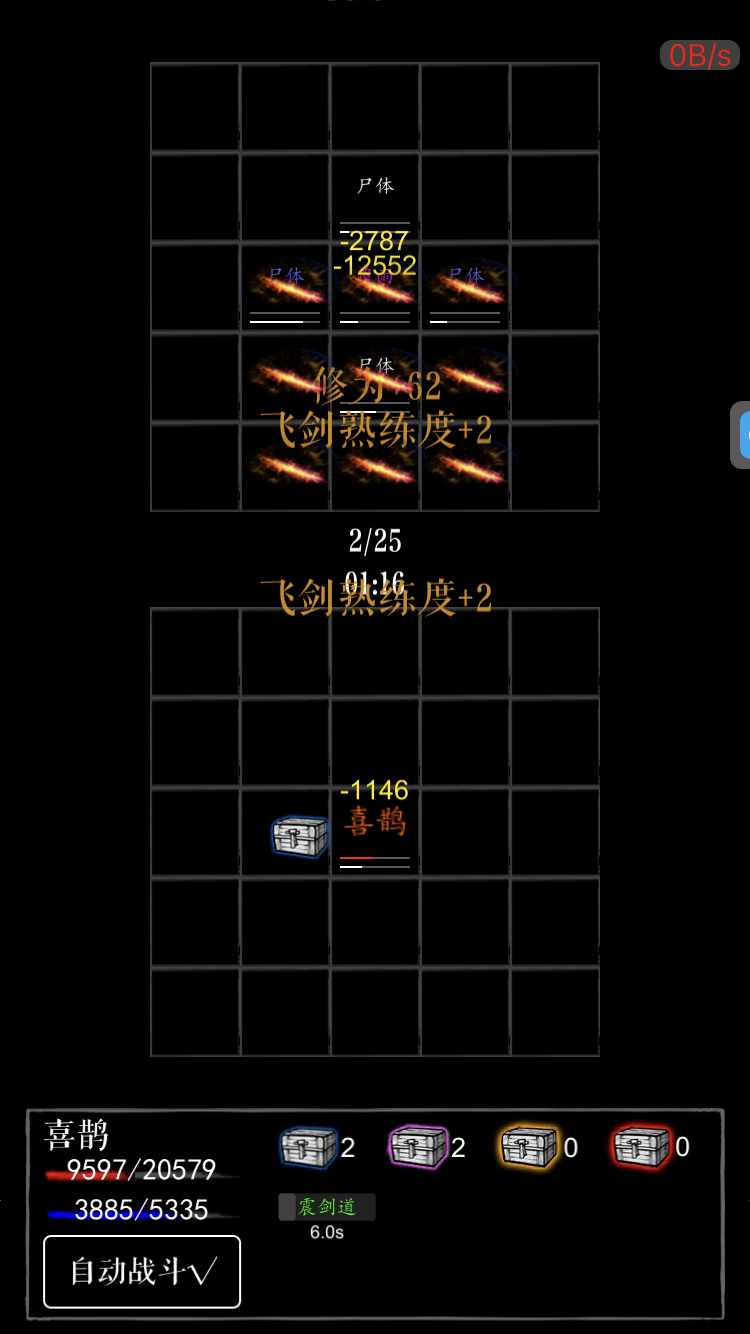 0B/s
尸体
-2787
-12552
尸体
尸体
尸体
修为+62
飞剑熟练度+2
2/25
01:16
飞剑熟练度+2
-1146
喜鹊
喜鹊
2
2
0
0
9597/20579
3885/5335
震剑道
6.0s
自动战斗√